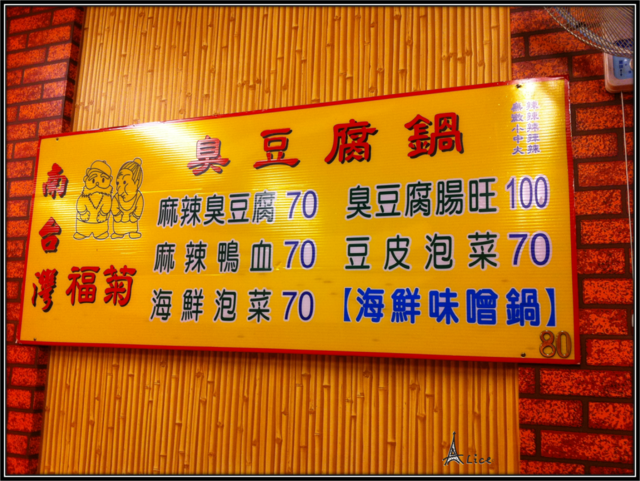 臭豆腐鍋
南台灣
福菊
麻辣臭豆腐 70
麻辣鴨血 70
海鮮泡菜 70
臭豆腐腸旺 100
豆皮泡菜 70
【海鮮味噌鍋】
80
Alice